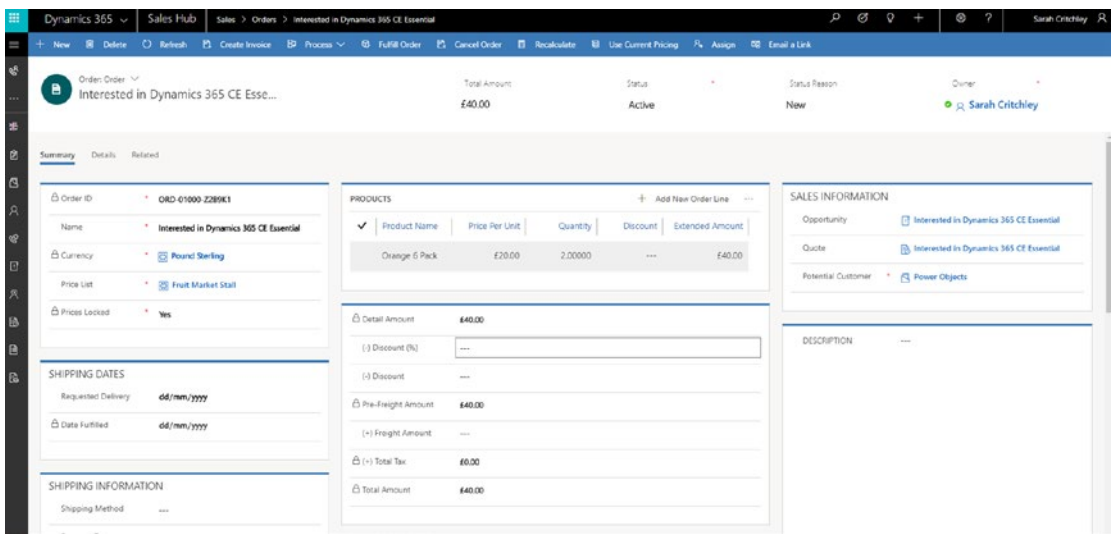 Dynamics 365 Sales Hub Sales > Orders > Interested in Dynamics 365 CE Essential Sarah Critchley
New Delete Refresh Create Invoice Process Fulfill Order Cancel Order Recalculate Use Current Pricing Assign Email a Link
Order: Order
Interested in Dynamics 365 CE Esse...
Total Amount
£40.00
Status *
Active
Status Reason
New
Owner *
Sarah Critchley
Summary Details Related
Order ID * ORD-01000-Z2B9K1
Name * Interested in Dynamics 365 CE Essential
Currency * Pound Sterling
Price List * Fruit Market Stall
Prices Locked * Yes
SHIPPING DATES
Requested Delivery dd/mm/yyyy
Date Fulfilled dd/mm/yyyy
SHIPPING INFORMATION
Shipping Method ---
PRODUCTS + Add New Order Line ...
Product Name Price Per Unit Quantity Discount Extended Amount
Orange 6 Pack £20.00 2.00000 --- £40.00
Detail Amount £40.00
(-) Discount (%) ---
(-) Discount ---
Pre-Freight Amount £40.00
(+) Freight Amount ---
(+) Total Tax £0.00
Total Amount £40.00
SALES INFORMATION
Opportunity Interested in Dynamics 365 CE Essential
Quote Interested in Dynamics 365 CE Essential
Potential Customer * Power Objects
DESCRIPTION ---